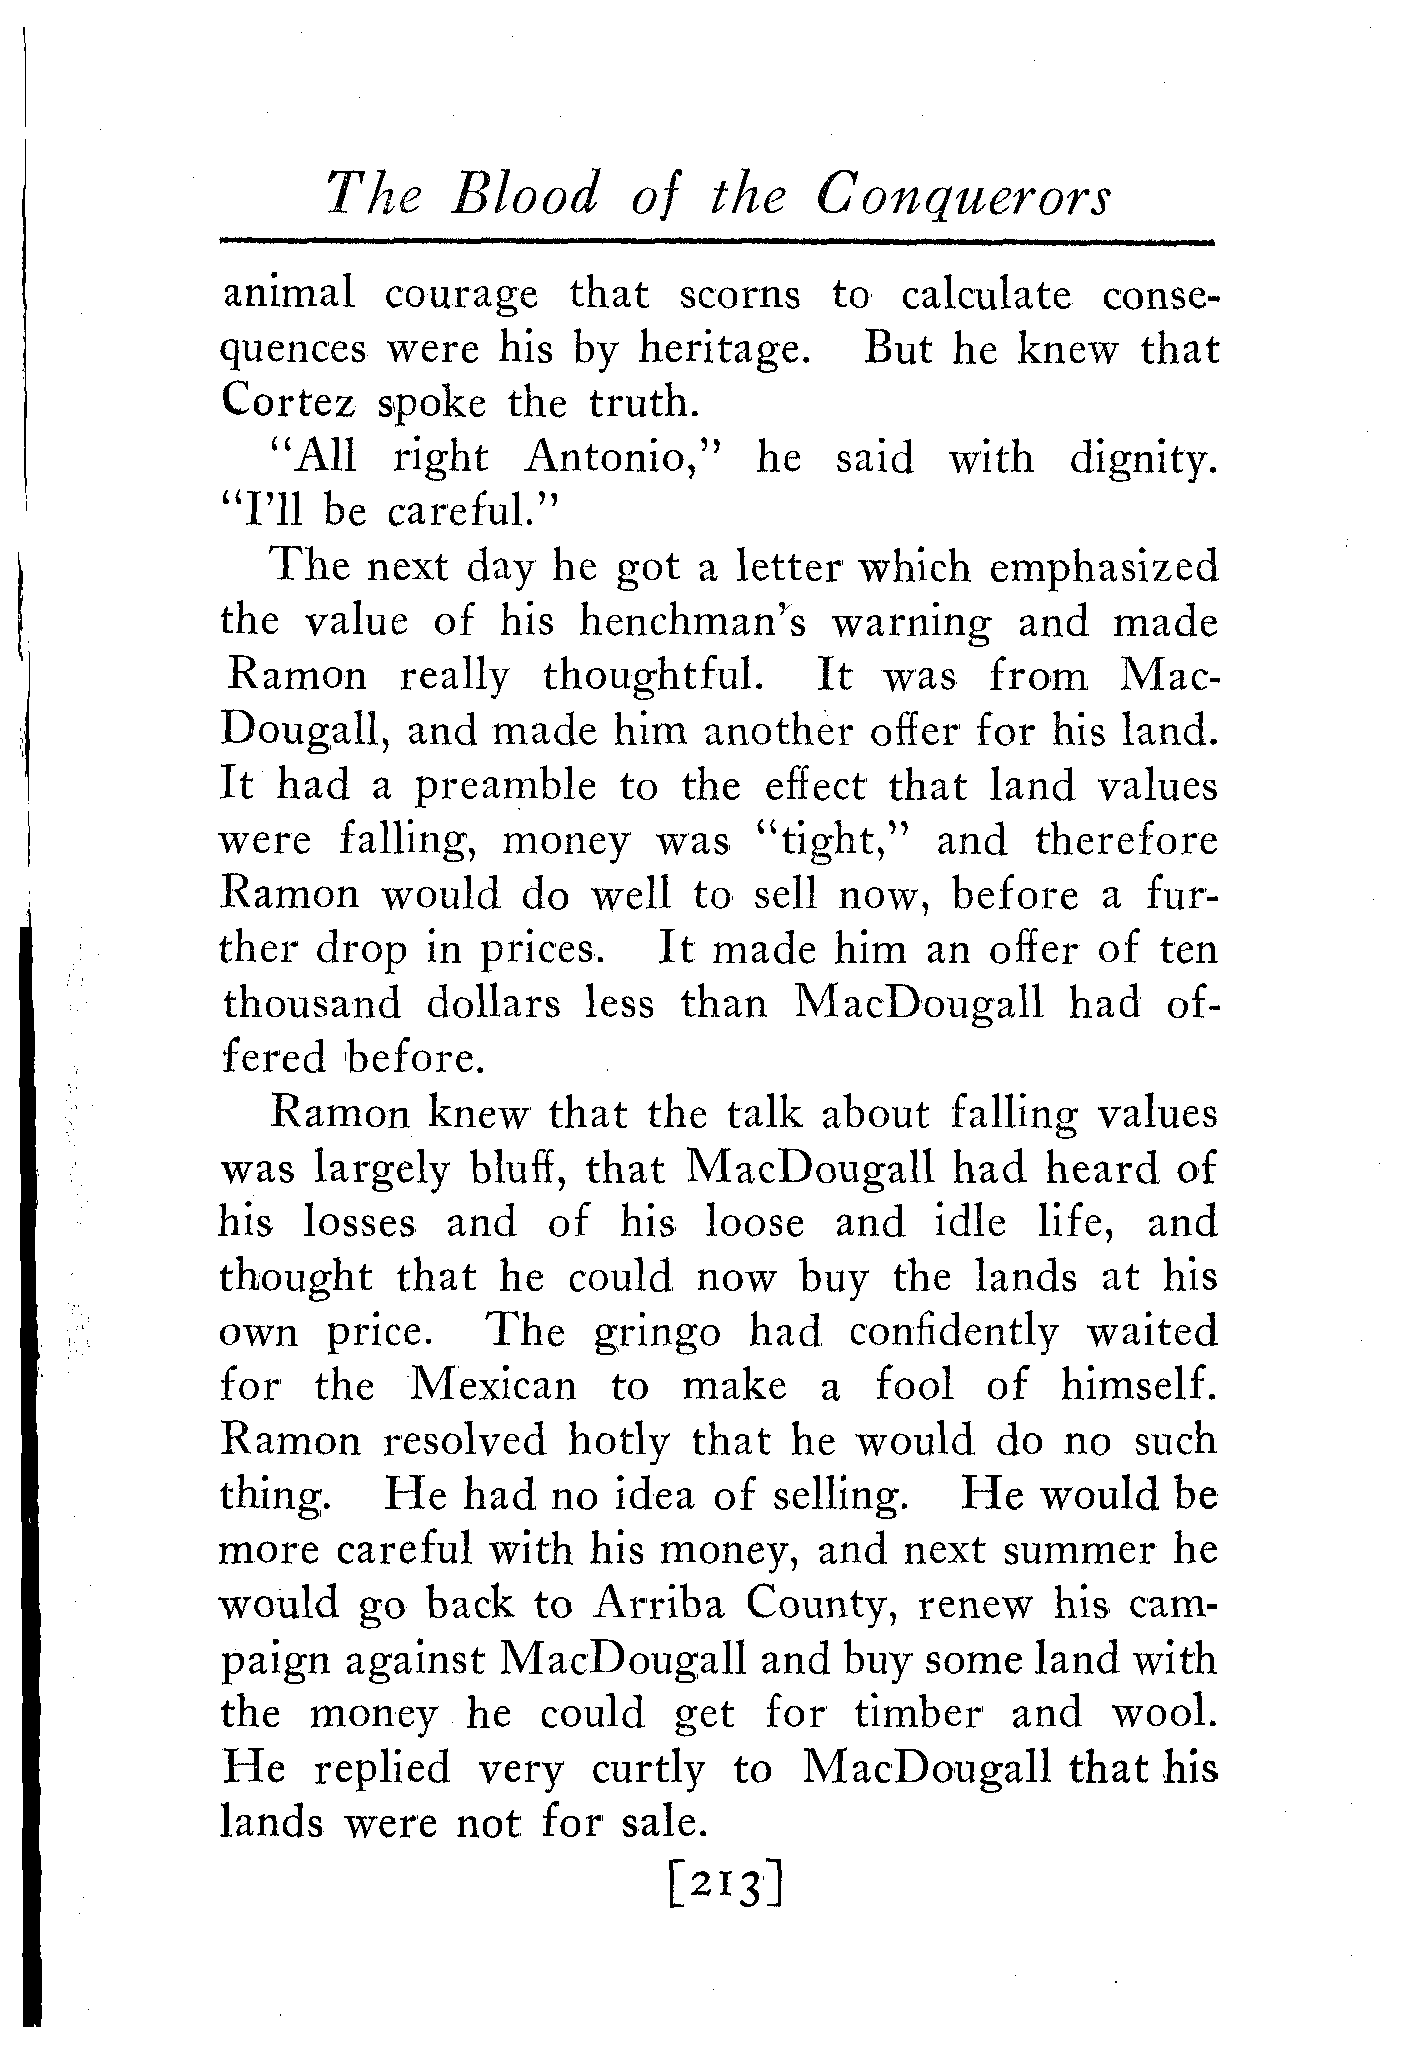 The Blood of the Conquerors
animal courage that scorns to calculate conse-
quences were his by heritage. But he knew that
Cortez spoke the truth.
"All right Antonio," he said with dignity.
"I'll be careful."
The next day he got a letter which emphasized
the value of his henchman's warning and made
Ramon really thoughtful. It was from Mac-
Dougall, and made him another offer for his land.
It had a preamble to the effect that land values
were falling, money was "tight," and therefore
Ramon would do well to sell now, before a fur-
ther drop in prices. It made him an offer of ten
thousand dollars less than MacDougall had of-
fered before.
Ramon knew that the talk about falling values
was largely bluff, that MacDougall had heard of
his losses and of his loose and idle life, and
thought that he could now buy the lands at his
own price. The gringo had confidently waited
for the Mexican to make a fool of himself.
Ramon resolved hotly that he would do no such
thing. He had no idea of selling. He would be
more careful with his money, and next summer he
would go back to Arriba County, renew his cam-
paign against MacDougall and buy some land with
the money he could get for timber and wool.
He replied very curtly to MacDougall that his
lands were not for sale.
[213]